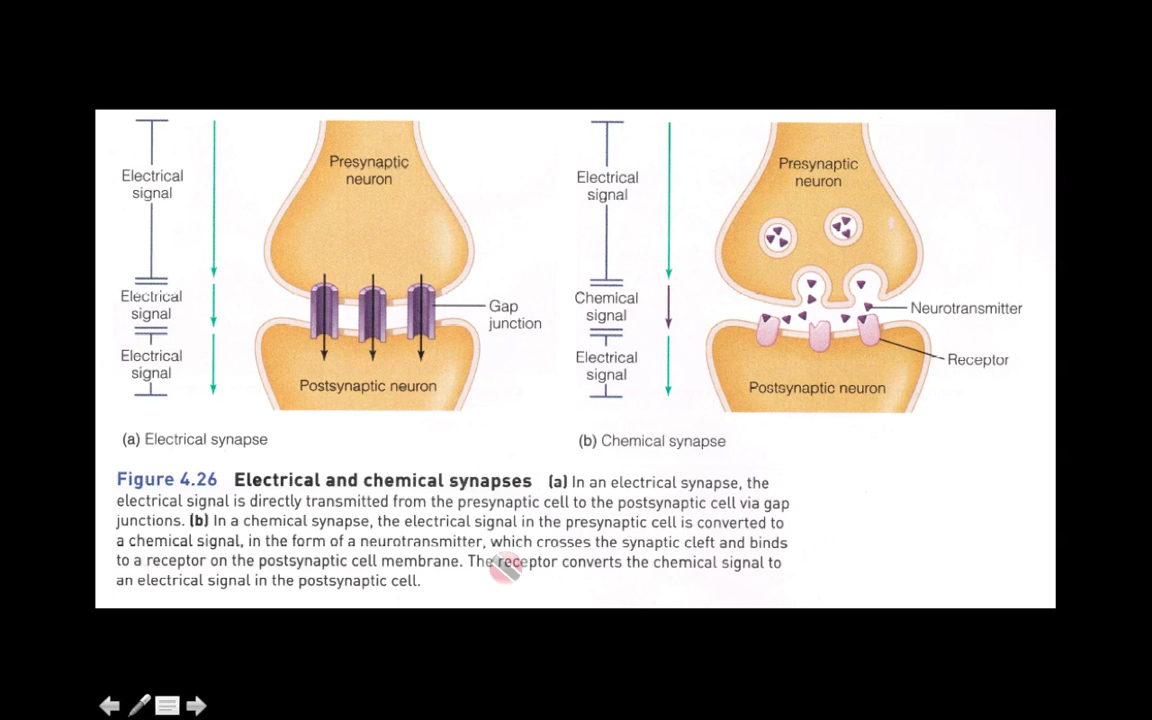 Electrical
signal
Electrical
signal
Electrical
signal
Presynaptic
neuron
Gap
junction
Postsynaptic neuron
(a) Electrical synapse
Electrical
signal
Chemical
signal
Electrical
signal
Presynaptic
neuron
Neurotransmitter
Receptor
Postsynaptic neuron
(b) Chemical synapse
Figure 4.26 Electrical and chemical synapses (a) In an electrical synapse, the
electrical signal is directly transmitted from the presynaptic cell to the postsynaptic cell via gap
junctions. (b) In a chemical synapse, the electrical signal in the presynaptic cell is converted to
a chemical signal, in the form of a neurotransmitter, which crosses the synaptic cleft and binds
to a receptor on the postsynaptic cell membrane. The receptor converts the chemical signal to
an electrical signal in the postsynaptic cell.